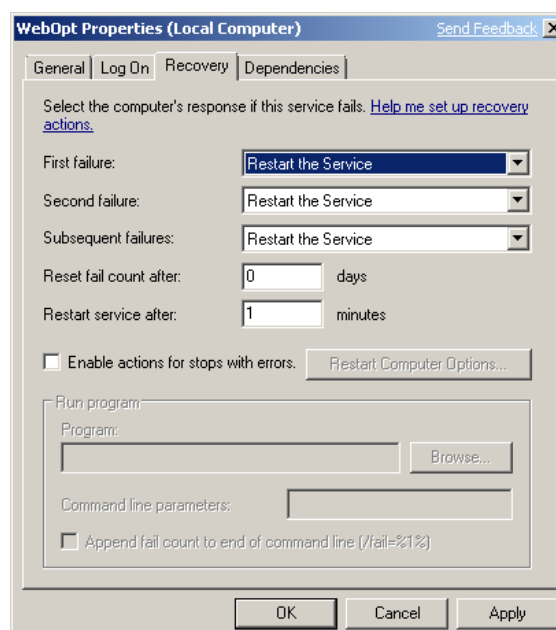 WebOpt Properties (Local Computer) Send Feedback
General Log On Recovery Dependencies
Select the computer's response if this service fails. Help me set up recovery
actions.
First failure: Restart the Service
Second failure: Restart the Service
Subsequent failures: Restart the Service
Reset fail count after: 0 days
Restart service after: 1 minutes
Enable actions for stops with errors. Restart Computer Options...
Run program
Program:
Browse...
Command line parameters:
Append fail count to end of command line (/fail=%1%)
OK Cancel Apply